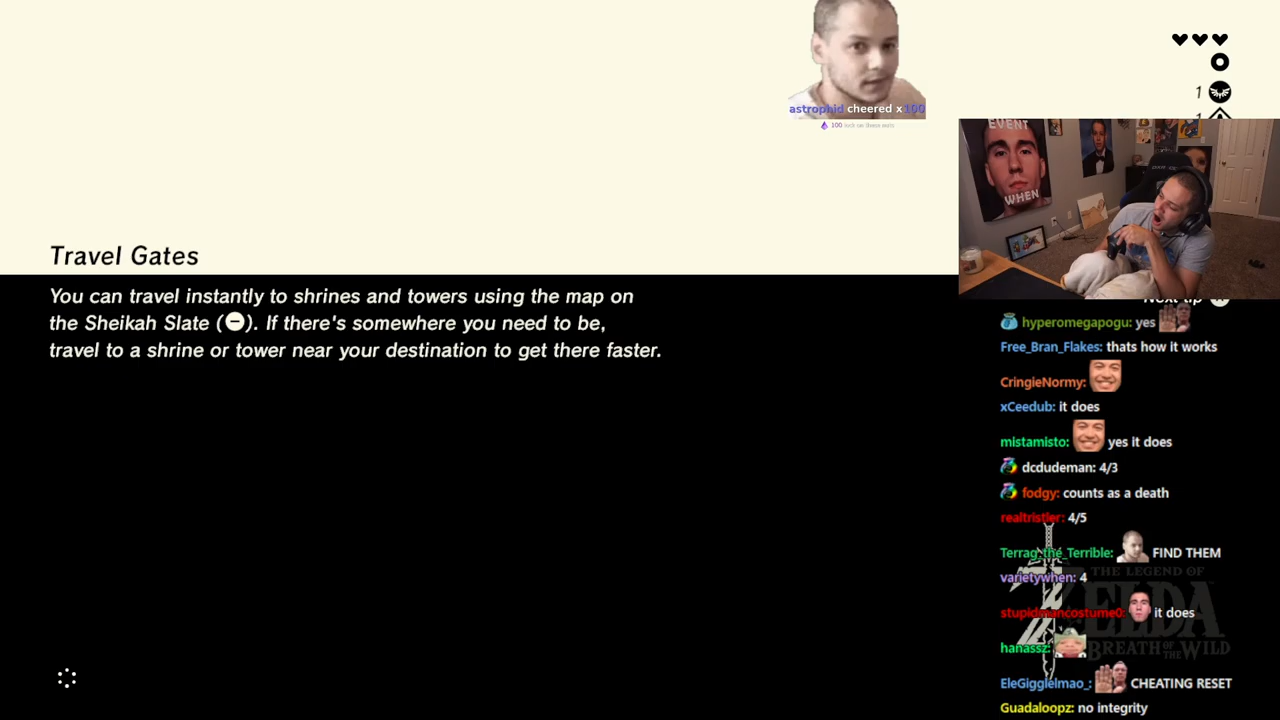 astrophid cheered x100
1
1
EVENT
WHEN
Travel Gates
You can travel instantly to shrines and towers using the map on
the Sheikah Slate (−). If there's somewhere you need to be,
travel to a shrine or tower near your destination to get there faster.
Next tip
hyperomegapogu: yes
Free_Bran_Flakes: thats how it works
CringieNormy:
xCeedub: it does
mistamisto: yes it does
dcdudeman: 4/3
fodgy: counts as a death
realtristler: 4/5
Terrag_the_Terrible: FIND THEM
varietywhen: 4
stupidmancostume0: it does
hanassz:
EleGigglelmao_: CHEATING RESET
Guadaloopz: no integrity
THE LEGEND OF
ZELDA
BREATH OF THE WILD